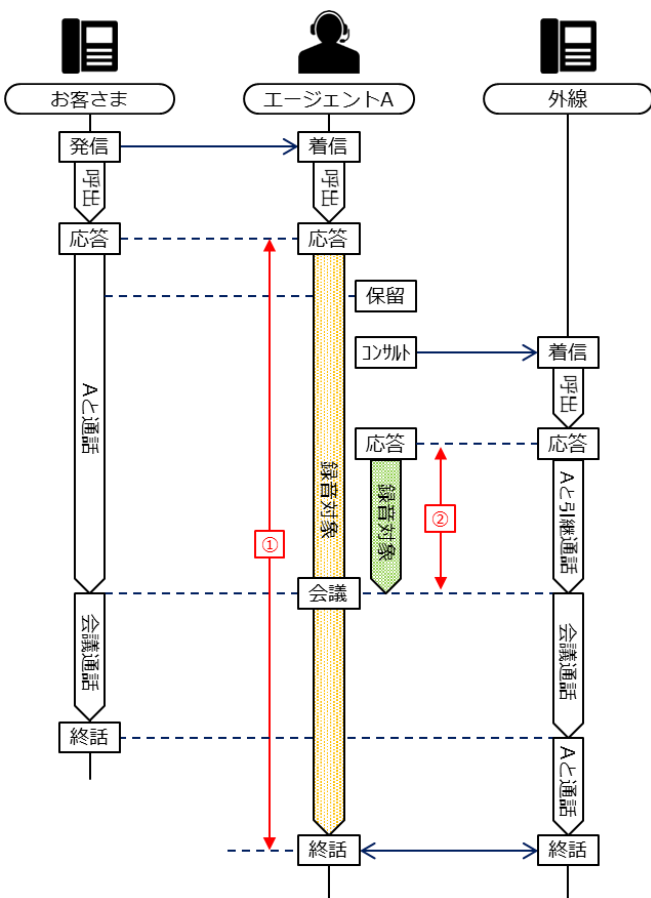 お客さま
エージェントA
外線
発信
着信
呼出
呼出
応答
応答
保留
コンサルト
着信
呼出
Aと通話
応答
応答
録音対象
録音対象
②
Aと引継通話
①
会議
会議通話
会議通話
終話
Aと通話
終話
終話